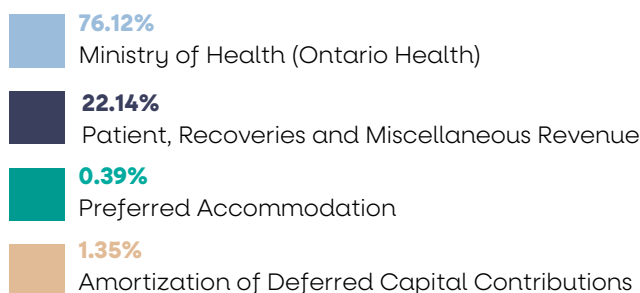 76.12%
Ministry of Health (Ontario Health)
22.14%
Patient, Recoveries and Miscellaneous Revenue
0.39%
Preferred Accommodation
1.35%
Amortization of Deferred Capital Contributions